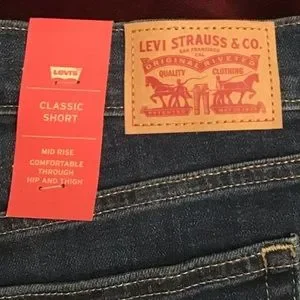 Levi's
CLASSIC
SHORT
MID RISE
COMFORTABLE
THROUGH
HIP AND THIGH
LEVI STRAUSS & CO.
SAN FRANCISCO
CAL.
ORIGINAL RIVETED
QUALITY CLOTHING